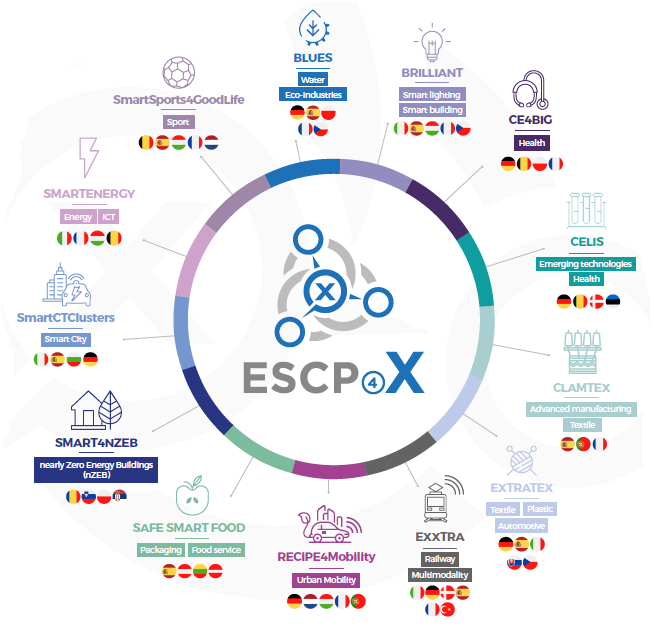 BLUES
Water
Eco-Industries
BRILLIANT
Smart lighting
Smart building
CE4BIG
Health
CELIS
Emerging technologies
Health
CLAMTEX
Advanced manufacturing
Textile
EXTRATEX
Textile
Plastic
Automotive
EXXTRA
Railway
Multimodality
RECIPE4Mobility
Urban Mobility
SAFE SMART FOOD
Packaging
Food service
SMART4NZEB
nearly Zero Energy Buildings
(nZEB)
SmartCTClusters
Smart City
SMARTENERGY
Energy
ICT
SmartSports4GoodLife
Sport
X
ESCP4X